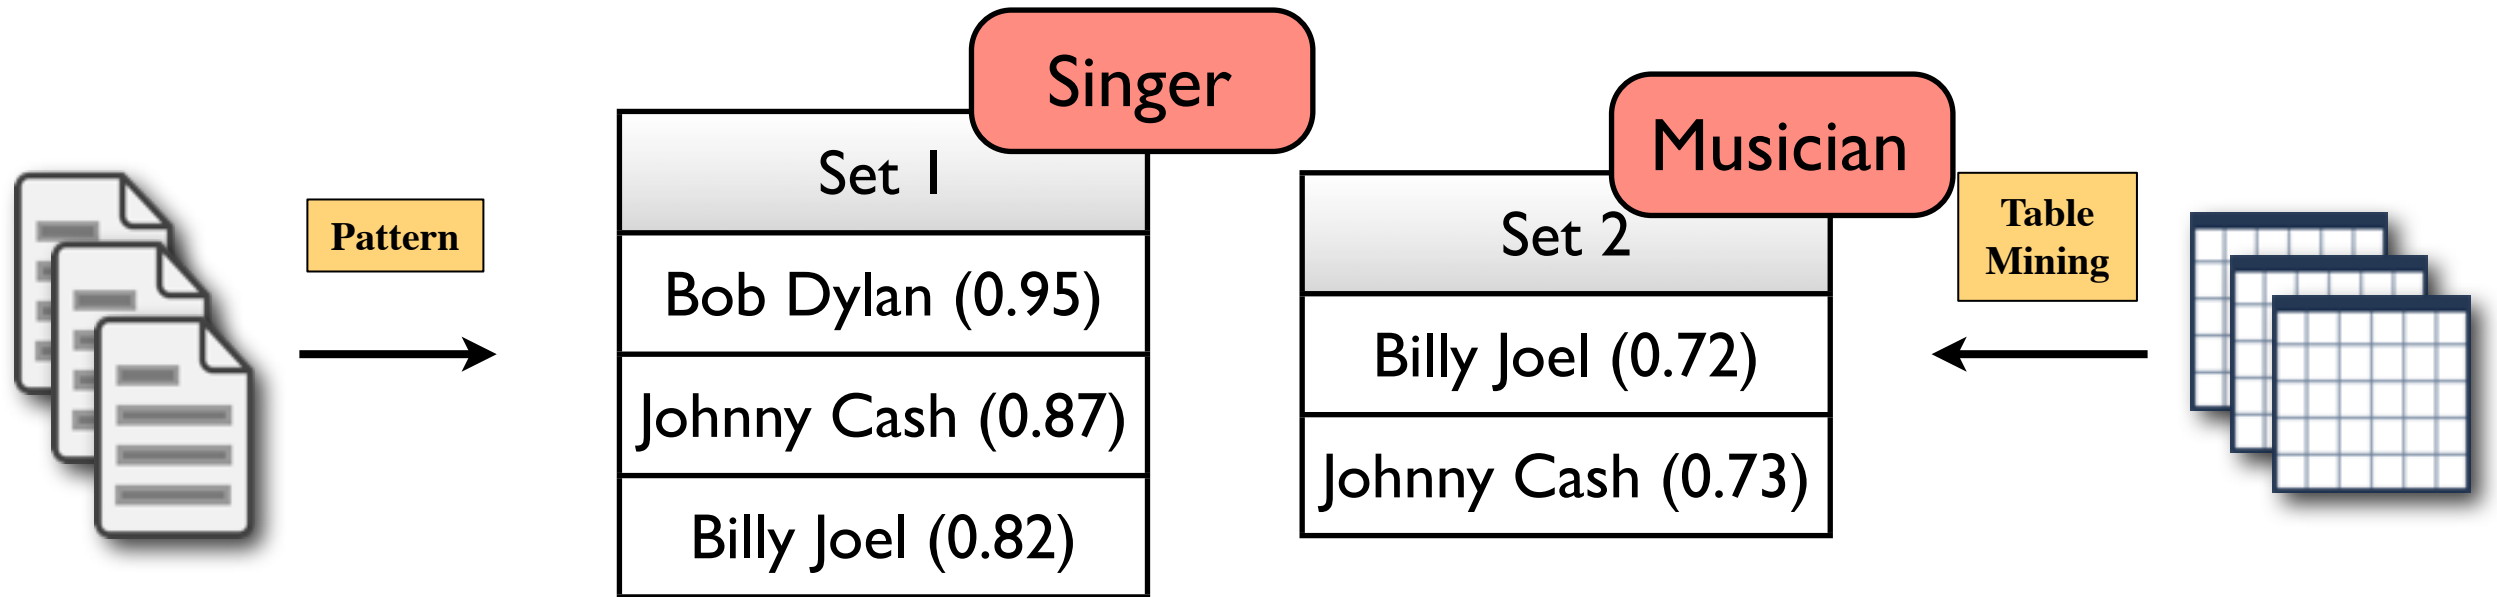 Singer
Musician
Set 1
Pattern
Bob Dylan (0.95)
Johnny Cash (0.87)
Billy Joel (0.82)
Set 2
Billy Joel (0.72)
Johnny Cash (0.73)
Table
Mining